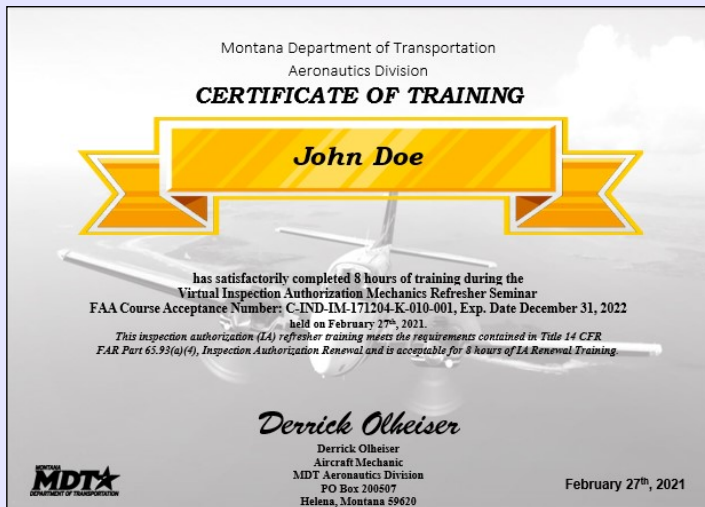 Montana Department of Transportation
Aeronautics Division
CERTIFICATE OF TRAINING
John Doe
has satisfactorily completed 8 hours of training during the
Virtual Inspection Authorization Mechanics Refresher Seminar
FAA Course Acceptance Number: C-IND-IM-171204-K-010-001, Exp. Date December 31, 2022
held on February 27th, 2021.
This inspection authorization (IA) refresher training meets the requirements contained in Title 14 CFR
FAR Part 65.93(a)(4), Inspection Authorization Renewal and is acceptable for 8 hours of IA Renewal Training.
Derrick Olheiser
Derrick Olheiser
Aircraft Mechanic
MDT Aeronautics Division
PO Box 200507
Helena, Montana 59620
MONTANA
MDT
DEPARTMENT OF TRANSPORTATION
February 27th, 2021